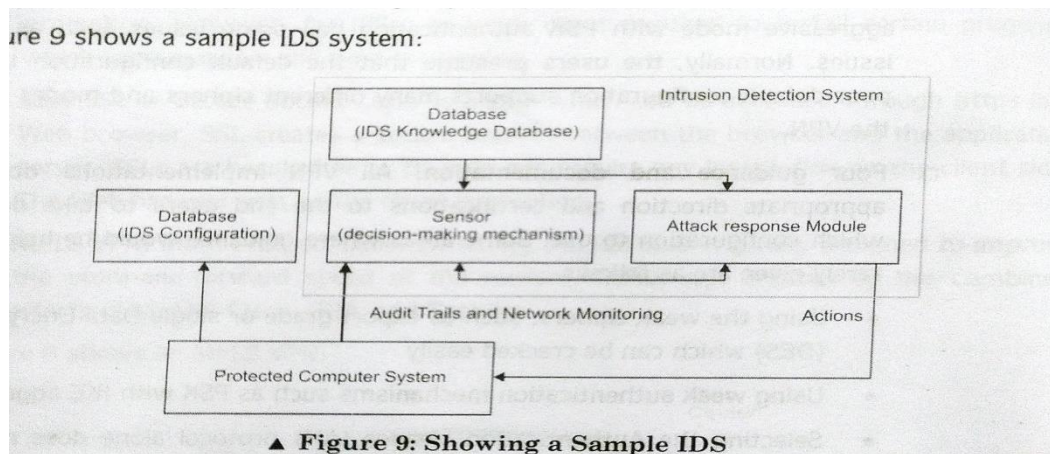 ure 9 shows a sample IDS system:
Intrusion Detection System
Database
(IDS Knowledge Database)
Database
(IDS Configuration)
Sensor
(decision-making mechanism)
Attack response Module
Audit Trails and Network Monitoring
Actions
Protected Computer System
▲ Figure 9: Showing a Sample IDS